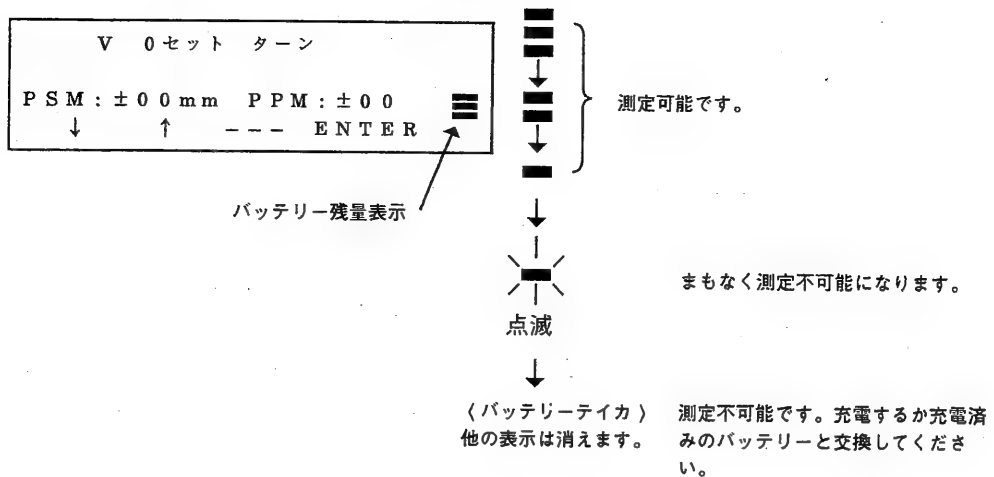 V 0セット ターン
PSM:±00mm PPM:±00
↓ ↑ --- ENTER
バッテリー残量表示
測定可能です。
まもなく測定不可能になります。
点滅
〈バッテリーテイカ〉
他の表示は消えます。
測定不可能です。充電するか充電済
みのバッテリーと交換してくださ
い。